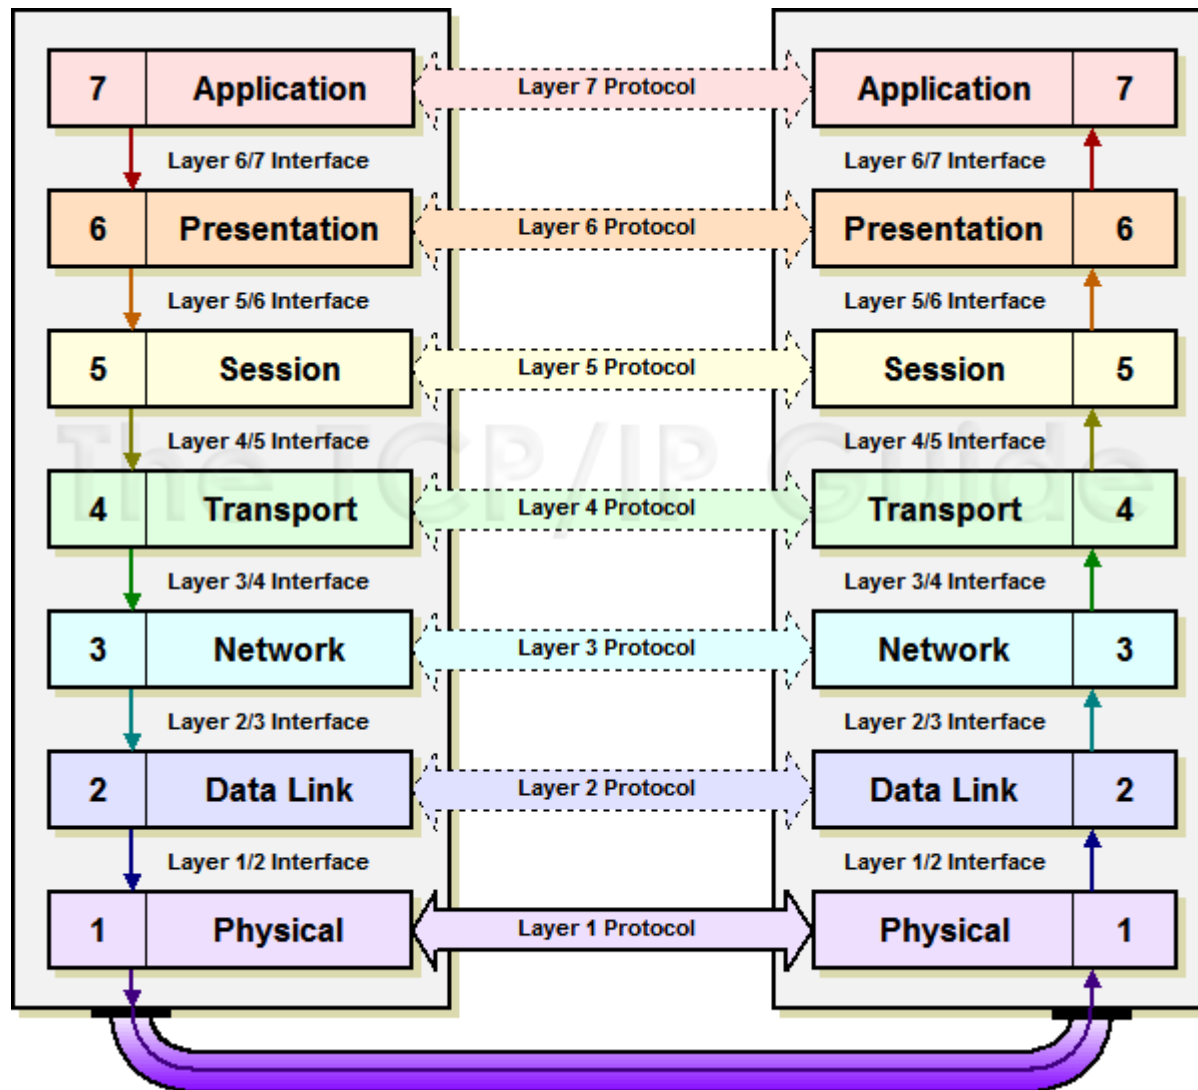 7 Application Layer 7 Protocol Application 7
Layer 6/7 Interface Layer 6/7 Interface
6 Presentation Layer 6 Protocol Presentation 6
Layer 5/6 Interface Layer 5/6 Interface
5 Session Layer 5 Protocol Session 5
Layer 4/5 Interface Layer 4/5 Interface
The TCP/IP Guide
4 Transport Layer 4 Protocol Transport 4
Layer 3/4 Interface Layer 3/4 Interface
3 Network Layer 3 Protocol Network 3
Layer 2/3 Interface Layer 2/3 Interface
2 Data Link Layer 2 Protocol Data Link 2
Layer 1/2 Interface Layer 1/2 Interface
1 Physical Layer 1 Protocol Physical 1